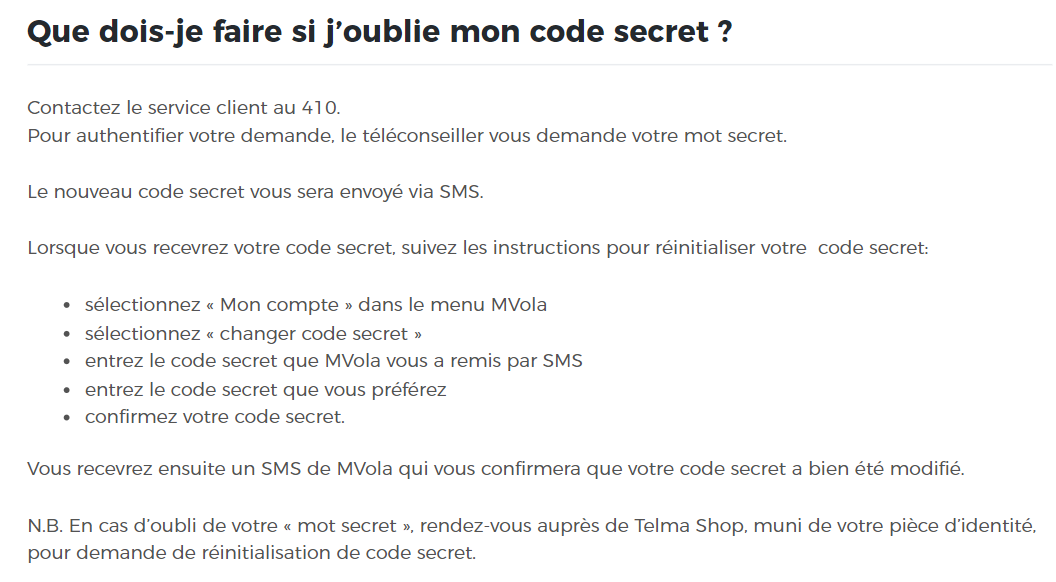 Que dois-je faire si j’oublie mon code secret ?
Contactez le service client au 410.
Pour authentifier votre demande, le téléconseiller vous demande votre mot secret.
Le nouveau code secret vous sera envoyé via SMS.
Lorsque vous recevrez votre code secret, suivez les instructions pour réinitialiser votre  code secret:
• sélectionnez « Mon compte » dans le menu MVola
• sélectionnez « changer code secret »
• entrez le code secret que MVola vous a remis par SMS
• entrez le code secret que vous préférez
• confirmez votre code secret.
Vous recevrez ensuite un SMS de MVola qui vous confirmera que votre code secret a bien été modifié.
N.B. En cas d’oubli de votre « mot secret », rendez-vous auprès de Telma Shop, muni de votre pièce d’identité,
pour demande de réinitialisation de code secret.